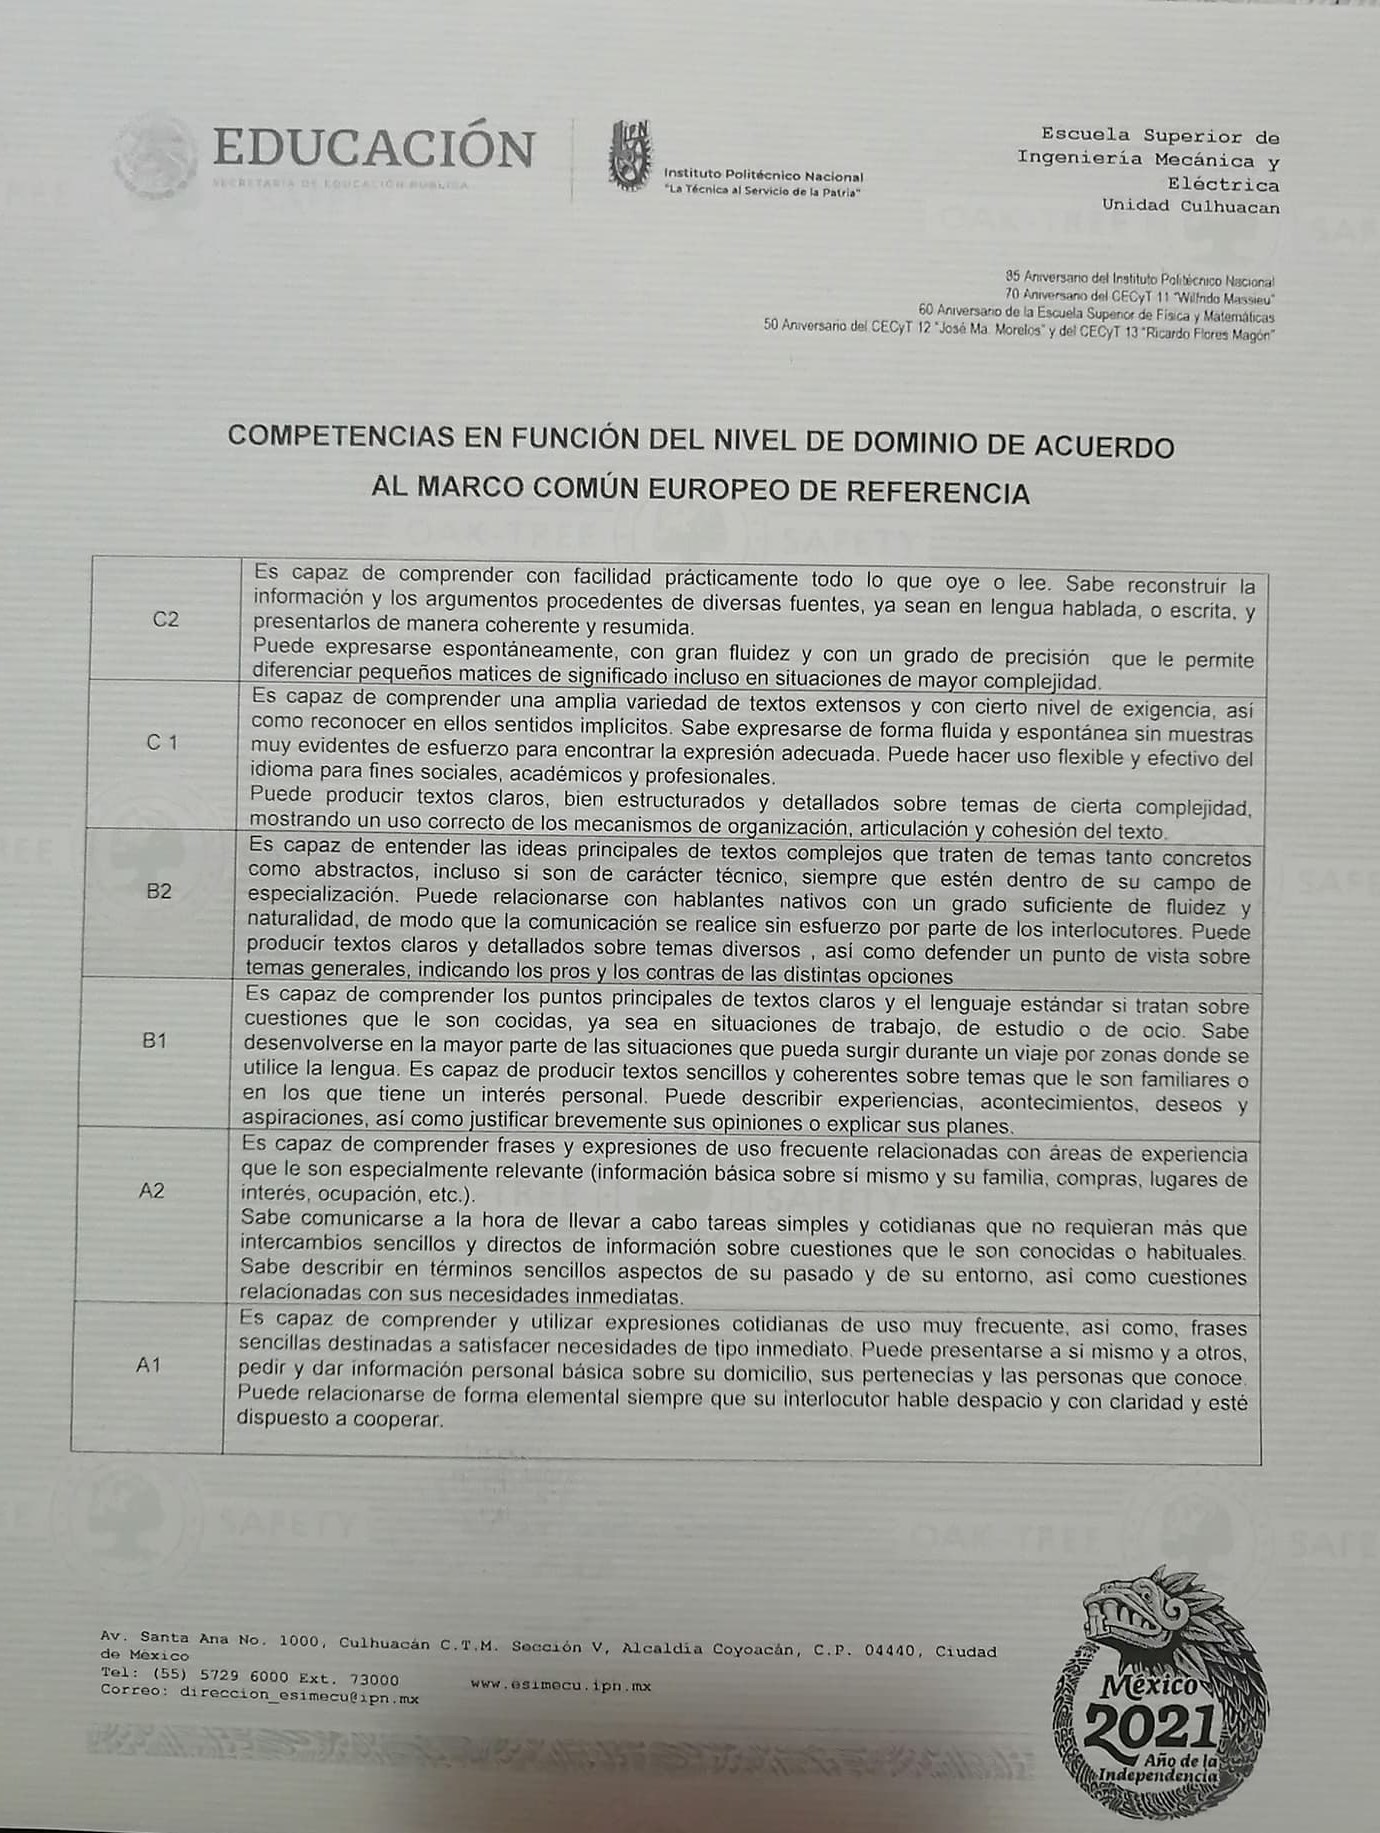 EDUCACIÓN
SECRETARÍA DE EDUCACIÓN PÚBLICA
IPN
Instituto Politécnico Nacional
"La Técnica al Servicio de la Patria"
Escuela Superior de
Ingeniería Mecánica y
Eléctrica
Unidad Culhuacan
85 Aniversario del Instituto Politécnico Nacional
70 Aniversario del CECyT 11 "Wilfrido Massieu"
60 Aniversario de la Escuela Superior de Física y Matemáticas
50 Aniversario del CECyT 12 "José Ma. Morelos" y del CECyT 13 "Ricardo Flores Magón"
COMPETENCIAS EN FUNCIÓN DEL NIVEL DE DOMINIO DE ACUERDO
AL MARCO COMÚN EUROPEO DE REFERENCIA
OAK-TREE SAFETY
C2
Es capaz de comprender con facilidad prácticamente todo lo que oye o lee. Sabe reconstruir la
información y los argumentos procedentes de diversas fuentes, ya sean en lengua hablada, o escrita, y
presentarlos de manera coherente y resumida.
Puede expresarse espontáneamente, con gran fluidez y con un grado de precisión que le permite
diferenciar pequeños matices de significado incluso en situaciones de mayor complejidad.
C 1
Es capaz de comprender una amplia variedad de textos extensos y con cierto nivel de exigencia, así
como reconocer en ellos sentidos implícitos. Sabe expresarse de forma fluida y espontánea sin muestras
muy evidentes de esfuerzo para encontrar la expresión adecuada. Puede hacer uso flexible y efectivo del
idioma para fines sociales, académicos y profesionales.
Puede producir textos claros, bien estructurados y detallados sobre temas de cierta complejidad,
mostrando un uso correcto de los mecanismos de organización, articulación y cohesión del texto.
B2
Es capaz de entender las ideas principales de textos complejos que traten de temas tanto concretos
como abstractos, incluso si son de carácter técnico, siempre que estén dentro de su campo de
especialización. Puede relacionarse con hablantes nativos con un grado suficiente de fluidez y
naturalidad, de modo que la comunicación se realice sin esfuerzo por parte de los interlocutores. Puede
producir textos claros y detallados sobre temas diversos , así como defender un punto de vista sobre
temas generales, indicando los pros y los contras de las distintas opciones
B1
Es capaz de comprender los puntos principales de textos claros y el lenguaje estándar si tratan sobre
cuestiones que le son cocidas, ya sea en situaciones de trabajo, de estudio o de ocio. Sabe
desenvolverse en la mayor parte de las situaciones que pueda surgir durante un viaje por zonas donde se
utilice la lengua. Es capaz de producir textos sencillos y coherentes sobre temas que le son familiares o
en los que tiene un interés personal. Puede describir experiencias, acontecimientos, deseos y
aspiraciones, así como justificar brevemente sus opiniones o explicar sus planes.
A2
Es capaz de comprender frases y expresiones de uso frecuente relacionadas con áreas de experiencia
que le son especialmente relevante (información básica sobre sí mismo y su familia, compras, lugares de
interés, ocupación, etc.).
Sabe comunicarse a la hora de llevar a cabo tareas simples y cotidianas que no requieran más que
intercambios sencillos y directos de información sobre cuestiones que le son conocidas o habituales.
Sabe describir en términos sencillos aspectos de su pasado y de su entorno, así como cuestiones
relacionadas con sus necesidades inmediatas.
A1
Es capaz de comprender y utilizar expresiones cotidianas de uso muy frecuente, asi como, frases
sencillas destinadas a satisfacer necesidades de tipo inmediato. Puede presentarse a sí mismo y a otros,
pedir y dar información personal básica sobre su domicilio, sus pertenecias y las personas que conoce.
Puede relacionarse de forma elemental siempre que su interlocutor hable despacio y con claridad y esté
dispuesto a cooperar.
SAFETY
OAK-TREE
Av. Santa Ana No. 1000, Culhuacán C.T.M. Sección V, Alcaldía Coyoacán, C.P. 04440, Ciudad
de México
Tel: (55) 5729 6000 Ext. 73000 www.esimecu.ipn.mx
Correo: direccion_esimecu@ipn.mx
México
2021
Año de la
Independencia